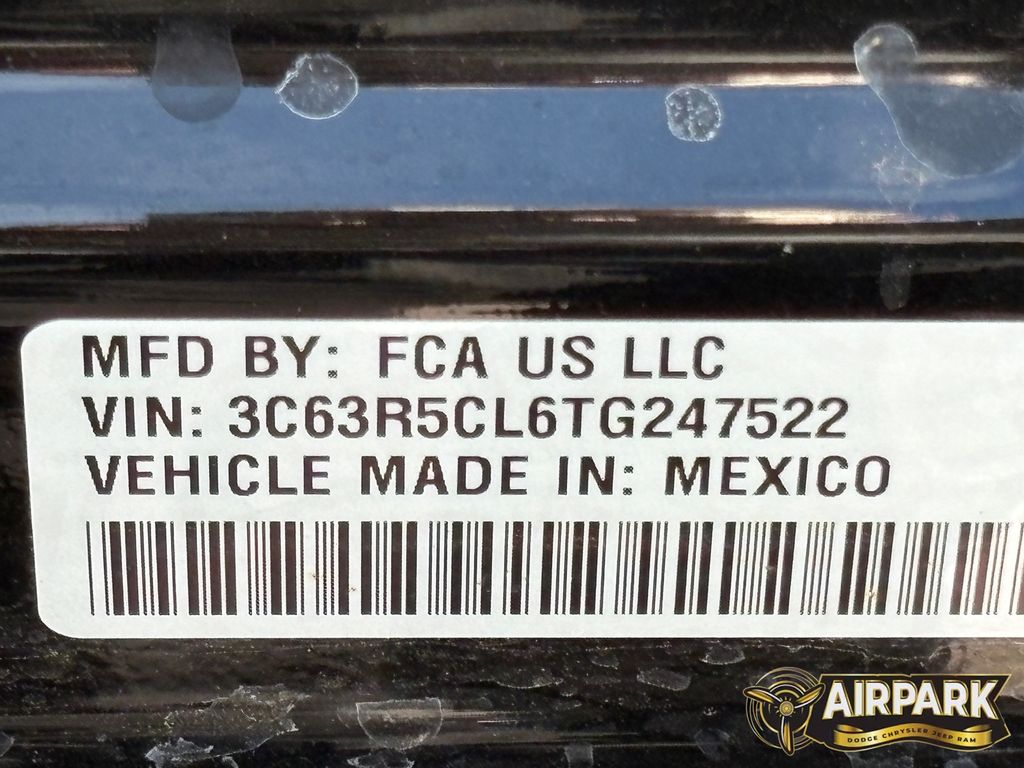 MFD BY: FCA US LLC
VIN: 3C63R5CL6TG247522
VEHICLE MADE IN: MEXICO
AIRPARK
DODGE CHRYSLER JEEP RAM